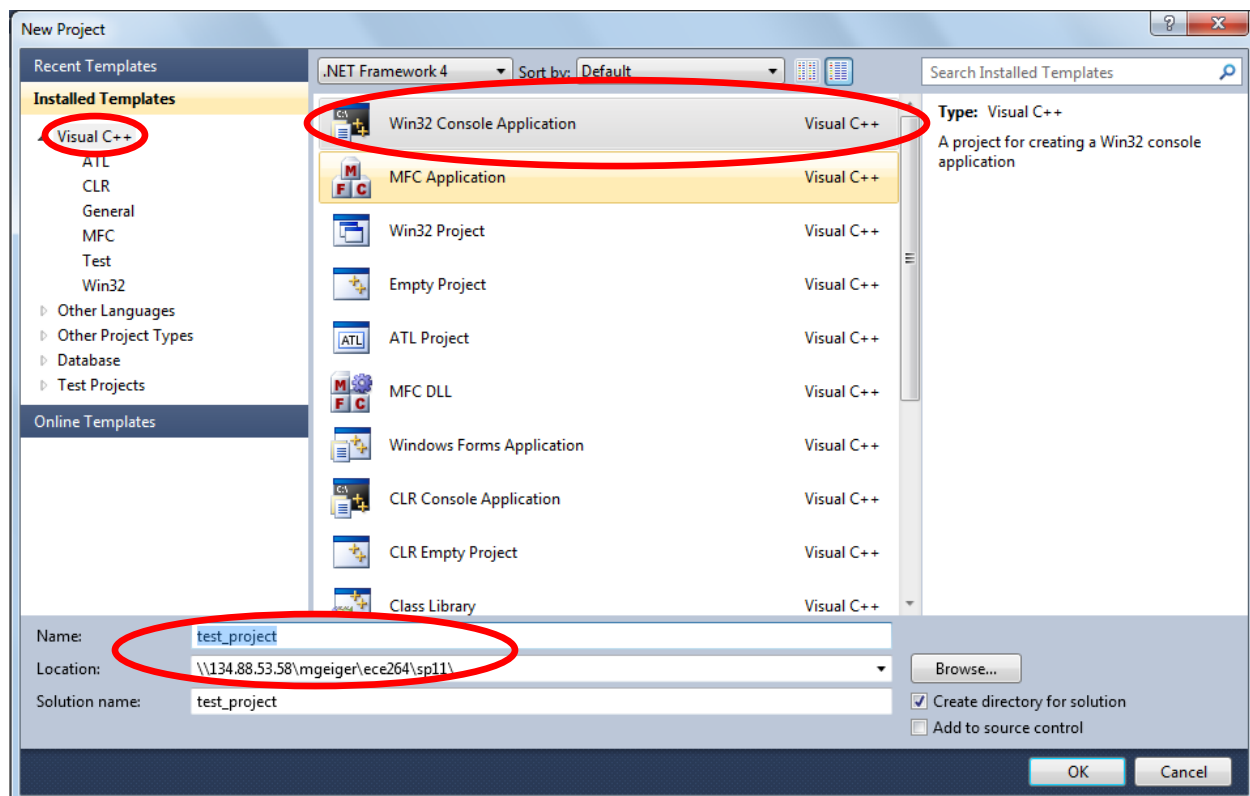 New Project
Recent Templates
Installed Templates
Visual C++
ATL
CLR
General
MFC
Test
Win32
Other Languages
Other Project Types
Database
Test Projects
Online Templates
.NET Framework 4 Sort by: Default
Win32 Console Application Visual C++
MFC Application Visual C++
Win32 Project Visual C++
Empty Project Visual C++
ATL Project Visual C++
MFC DLL Visual C++
Windows Forms Application Visual C++
CLR Console Application Visual C++
CLR Empty Project Visual C++
Class Library Visual C++
Search Installed Templates
Type: Visual C++
A project for creating a Win32 console
application
Name: test_project
Location: \\134.88.53.58\mgeiger\ece264\sp11\
Browse...
Solution name: test_project
Create directory for solution
Add to source control
OK Cancel